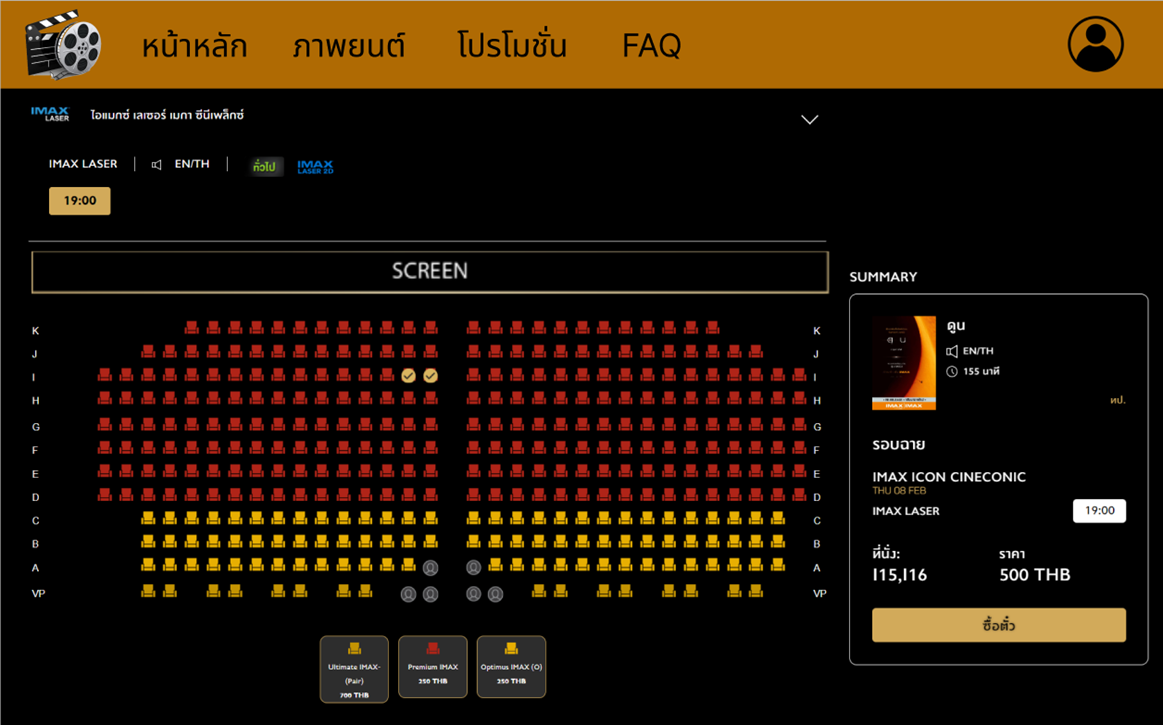 หน้าหลัก ภาพยนต์ โปรโมชั่น FAQ
IMAX LASER ไอแมกซ์ เลเซอร์ เมกา ซีนีเพล็กซ์
IMAX LASER EN/TH ทั่วไป IMAX LASER 2D
19:00
SCREEN
K K
J J
I I
H H
G G
F F
E E
D D
C C
B B
A A
VP VP
Ultimate IMAX-
(Pair)
700 THB
Premium IMAX
250 THB
Optimus IMAX (O)
250 THB
SUMMARY
ดูน
EN/TH
155 นาที
ทป.
รอบฉาย
IMAX ICON CINECONIC
THU 08 FEB
IMAX LASER 19:00
ที่นั่ง: ราคา
I15,I16 500 THB
ซื้อตั๋ว